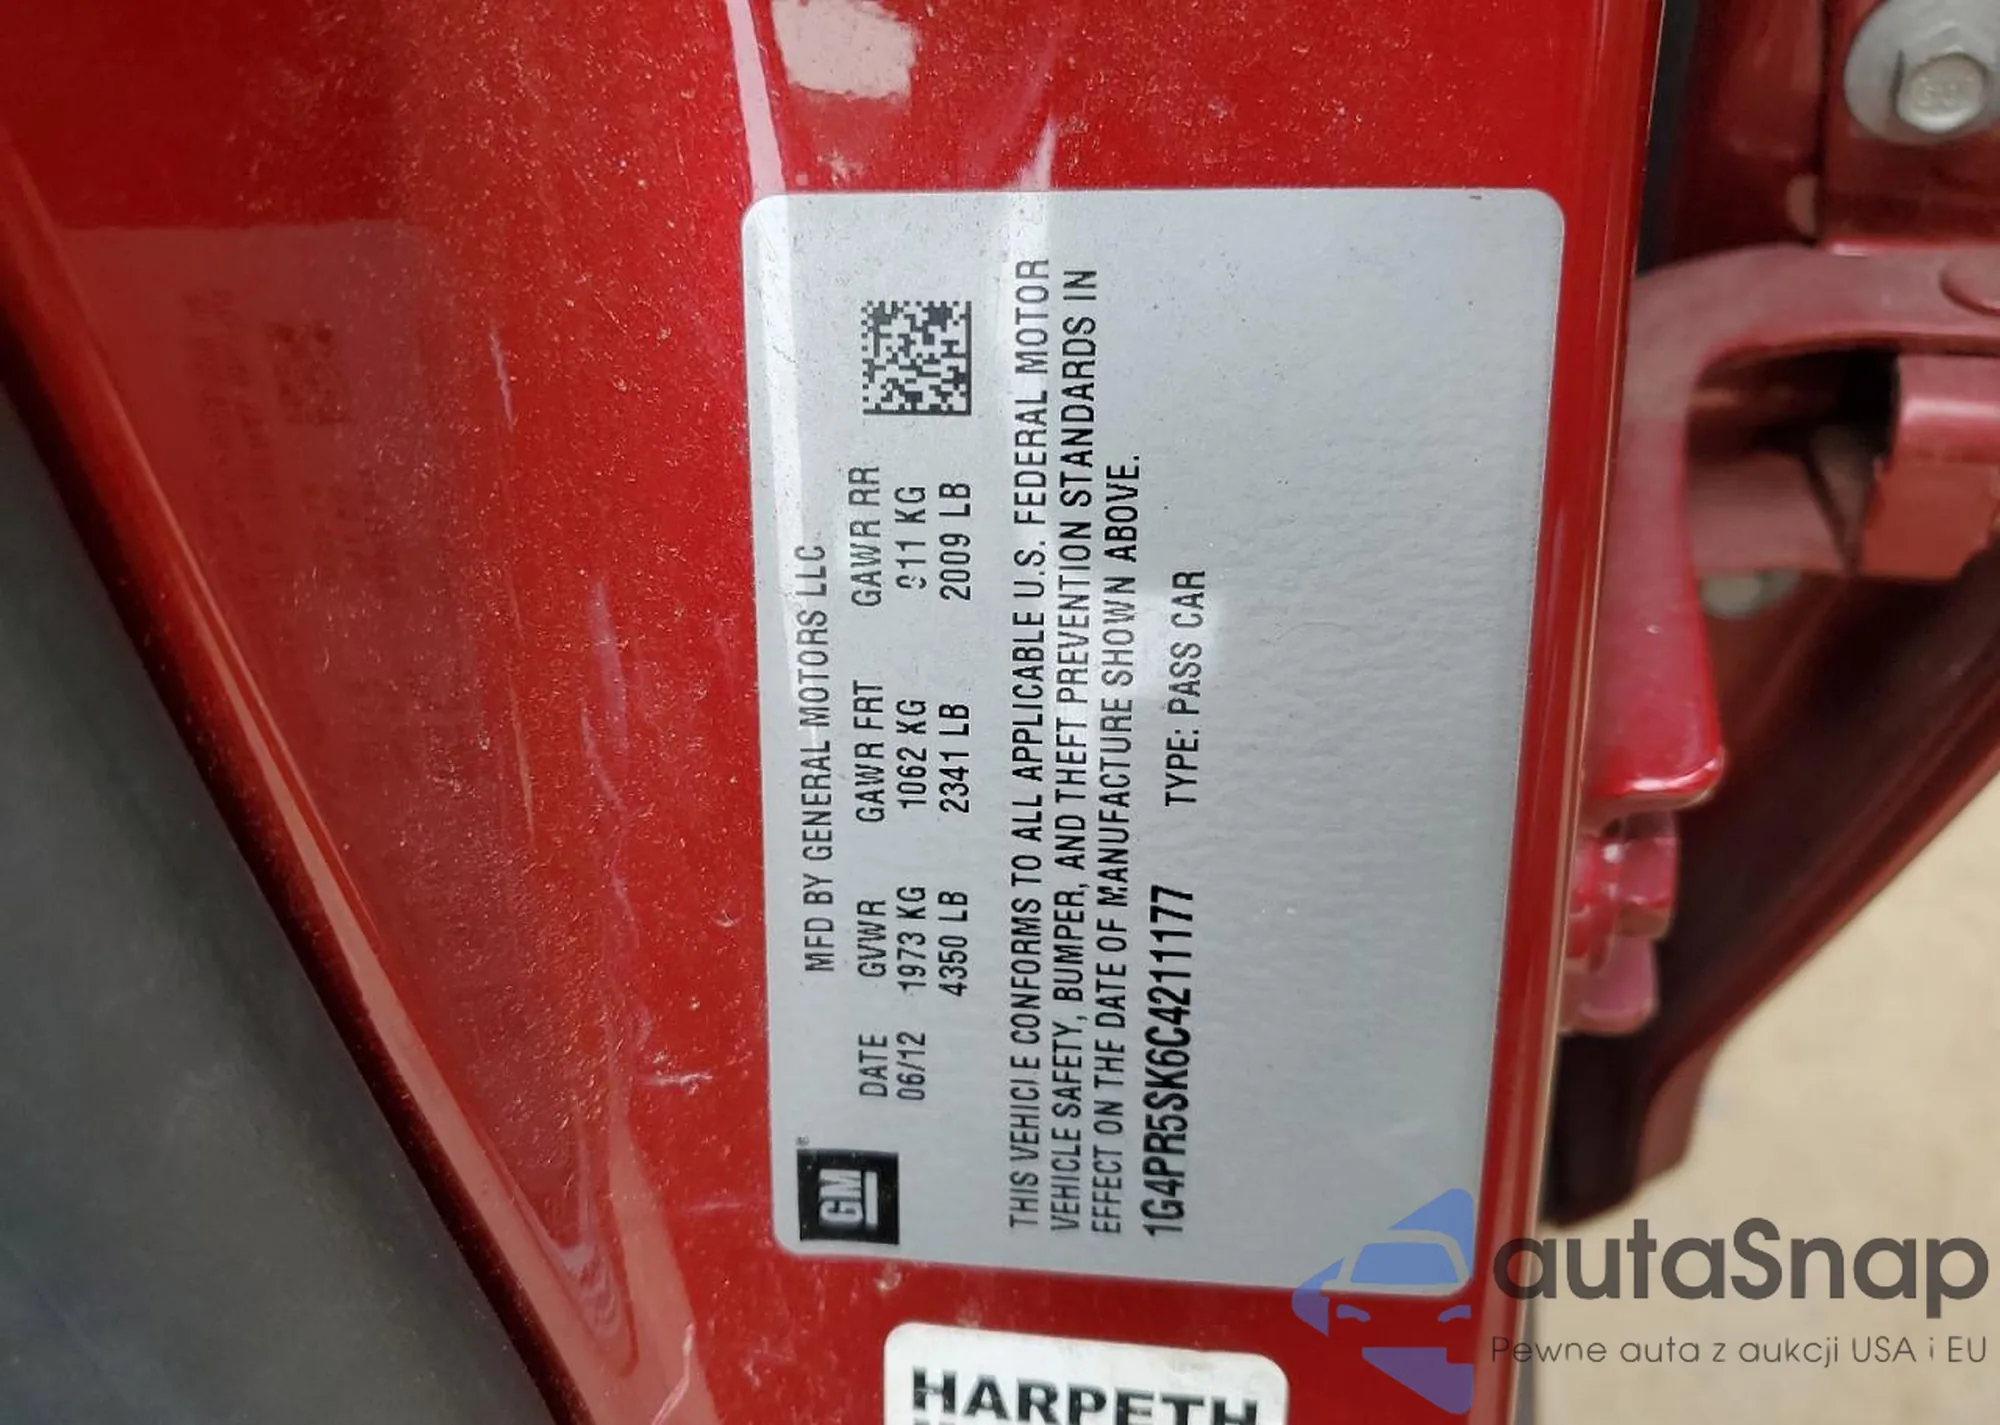 GM®
MFD BY GENERAL MOTORS LLC
DATE GVWR GAWR FRT GAWR RR
06/12 1973 KG 1062 KG 911 KG
4350 LB 2341 LB 2009 LB
THIS VEHICLE CONFORMS TO ALL APPLICABLE U.S. FEDERAL MOTOR
VEHICLE SAFETY, BUMPER, AND THEFT PREVENTION STANDARDS IN
EFFECT ON THE DATE OF MANUFACTURE SHOWN ABOVE.
1G4PR5SK6C4211177 TYPE: PASS CAR
HARPETH
autaSnap
Pewne auta z aukcji USA i EU